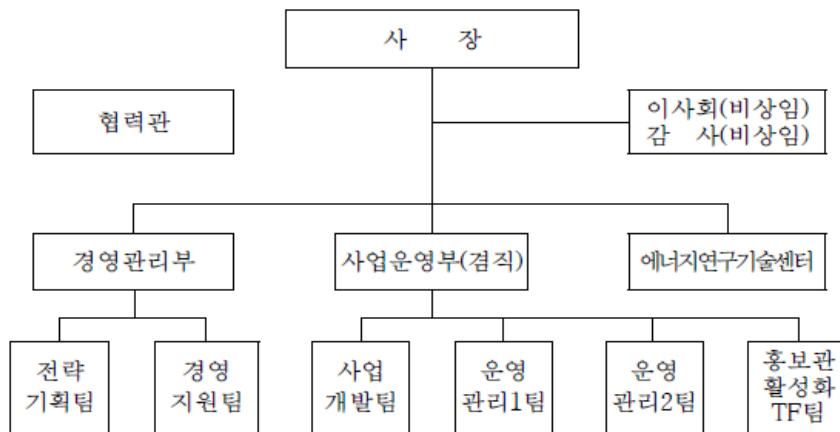 사 장
협력관
이사회(비상임)
감 사(비상임)
경영관리부
사업운영부(겸직)
에너지연구기술센터
전략
기획팀
경영
지원팀
사업
개발팀
운영
관리1팀
운영
관리2팀
홍보관
활성화
TF팀